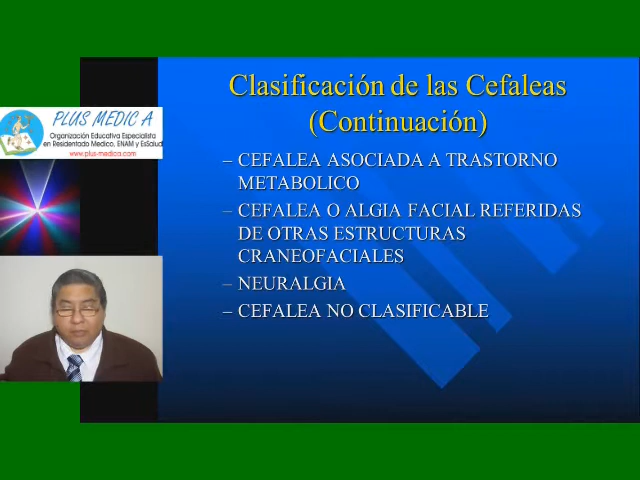 Clasificación de las Cefaleas
(Continuación)
PLUS MEDIC A
Organización Educativa Especialista
en Residentado Medico, ENAM y EsSalud
www.plus-medica.com
– CEFALEA ASOCIADA A TRASTORNO
METABOLICO
– CEFALEA O ALGIA FACIAL REFERIDAS
DE OTRAS ESTRUCTURAS
CRANEOFACIALES
– NEURALGIA
– CEFALEA NO CLASIFICABLE